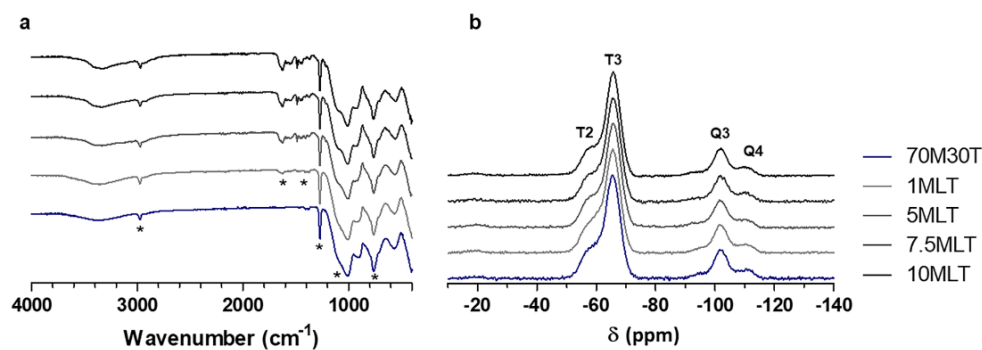 a
*
*
*
*
*
*
4000 3000 2000 1000
Wavenumber (cm⁻¹)
b
T3
T2
Q3
Q4
-20 -40 -60 -80 -100 -120 -140
δ (ppm)
70M30T
1MLT
5MLT
7.5MLT
10MLT